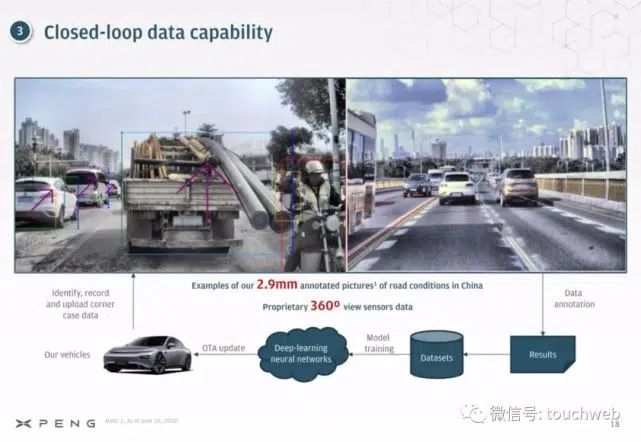 3 Closed-loop data capability
Examples of our 2.9mm annotated pictures¹ of road conditions in China
Proprietary 360º view sensors data
Identify, record
and upload corner
case data
Data
annotation
Our vehicles
OTA update
Deep-learning
neural networks
Model
training
Datasets
Results
XPENG
Note: 1. As of June 30, 2020
微信号: touchweb
18